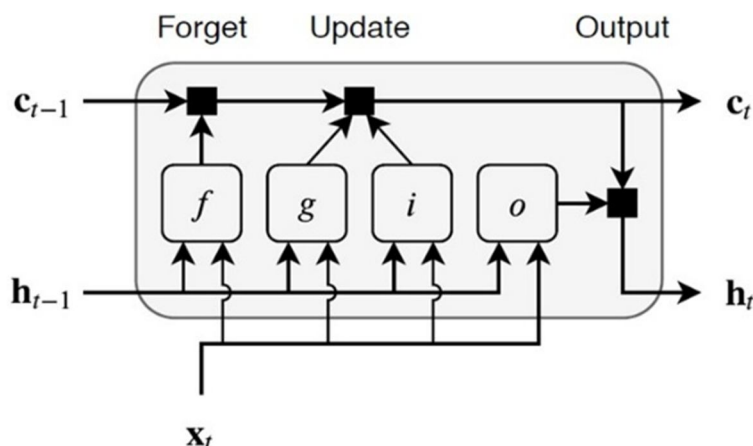 Forget Update Output
c_{t−1} c_t
f g i o
h_{t−1} h_t
x_t